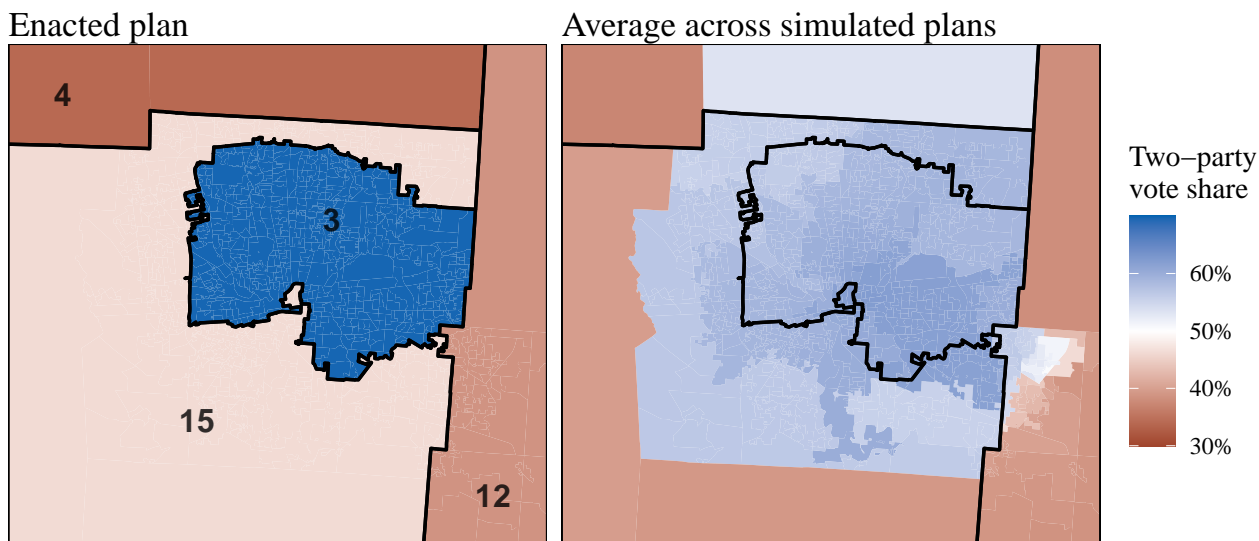 Enacted plan
Average across simulated plans
4
3
15
12
Two−party
vote share
60%
50%
40%
30%